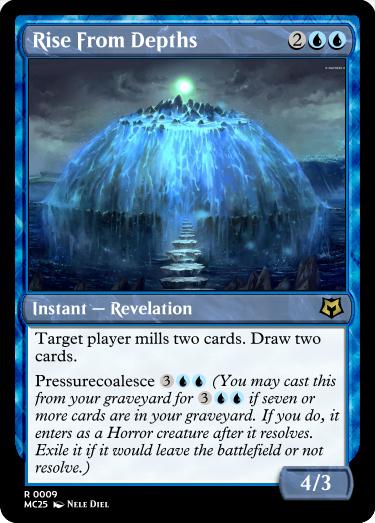 Rise From Depths 2
Instant — Revelation
Target player mills two cards. Draw two
cards.
Pressurecoalesce 3 (You may cast this
from your graveyard for 3 if seven or
more cards are in your graveyard. If you do, it
enters as a Horror creature after it resolves.
Exile it if it would leave the battlefield or not
resolve.)
4/3
R 0009
MC25 Nele Diel